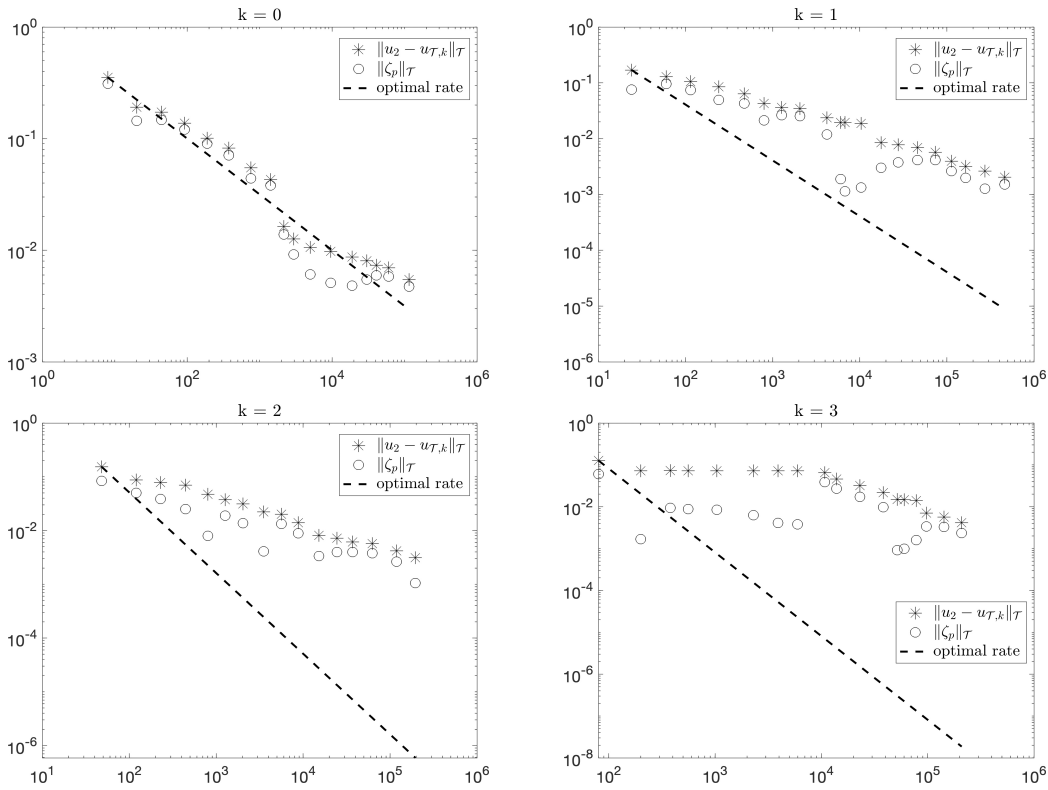 k = 0
10^0
10^-1
10^-2
10^-3
10^0
10^2
10^4
10^6
‖u_2 − u_{𝒯,k}‖_𝒯
‖ζ_p‖_𝒯
optimal rate
k = 1
10^0
10^-1
10^-2
10^-3
10^-4
10^-5
10^-6
10^1
10^2
10^3
10^4
10^5
10^6
‖u_2 − u_{𝒯,k}‖_𝒯
‖ζ_p‖_𝒯
optimal rate
k = 2
10^0
10^-2
10^-4
10^-6
10^1
10^2
10^3
10^4
10^5
10^6
‖u_2 − u_{𝒯,k}‖_𝒯
‖ζ_p‖_𝒯
optimal rate
k = 3
10^0
10^-2
10^-4
10^-6
10^-8
10^2
10^3
10^4
10^5
10^6
‖u_2 − u_{𝒯,k}‖_𝒯
‖ζ_p‖_𝒯
optimal rate